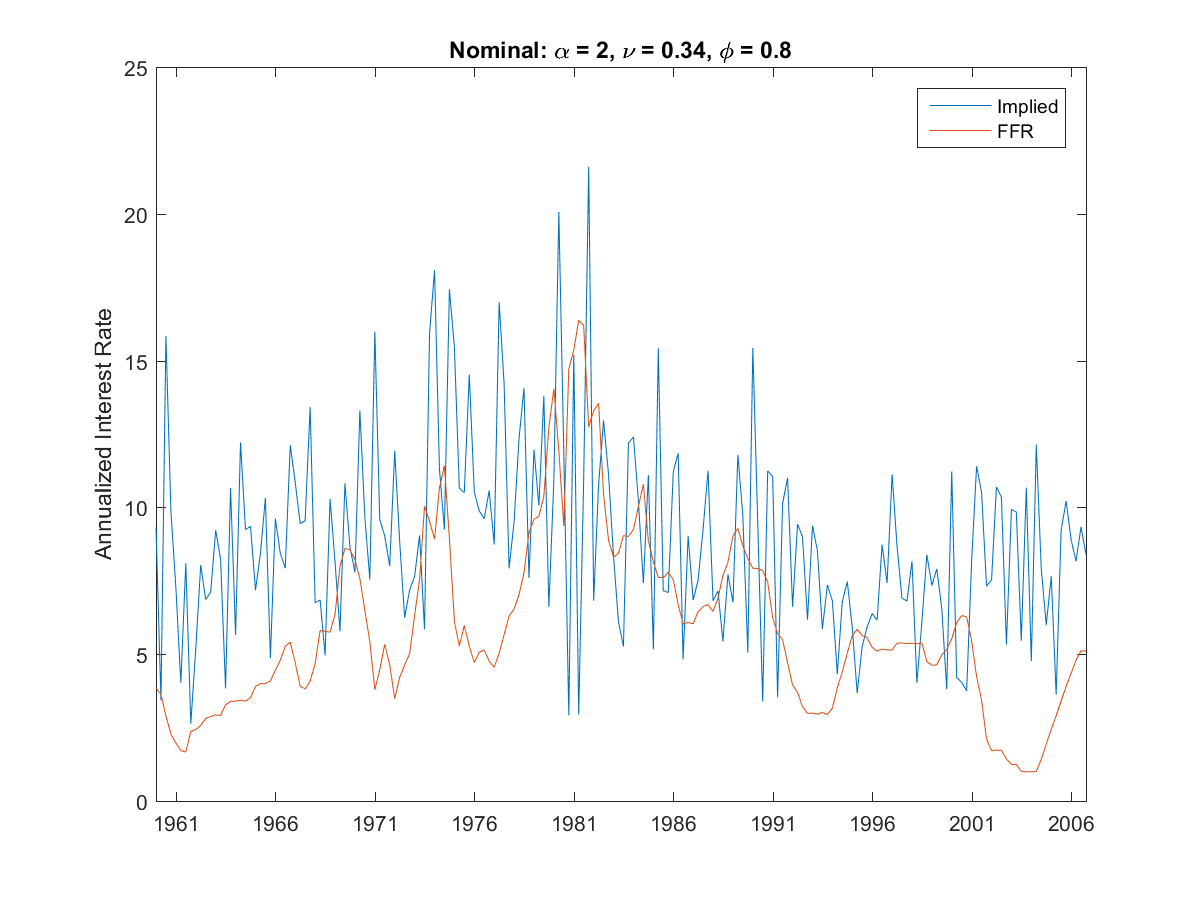 Nominal: α = 2, ν = 0.34, ϕ = 0.8
Implied
FFR
Annualized Interest Rate
25
20
15
10
5
0
1961 1966 1971 1976 1981 1986 1991 1996 2001 2006